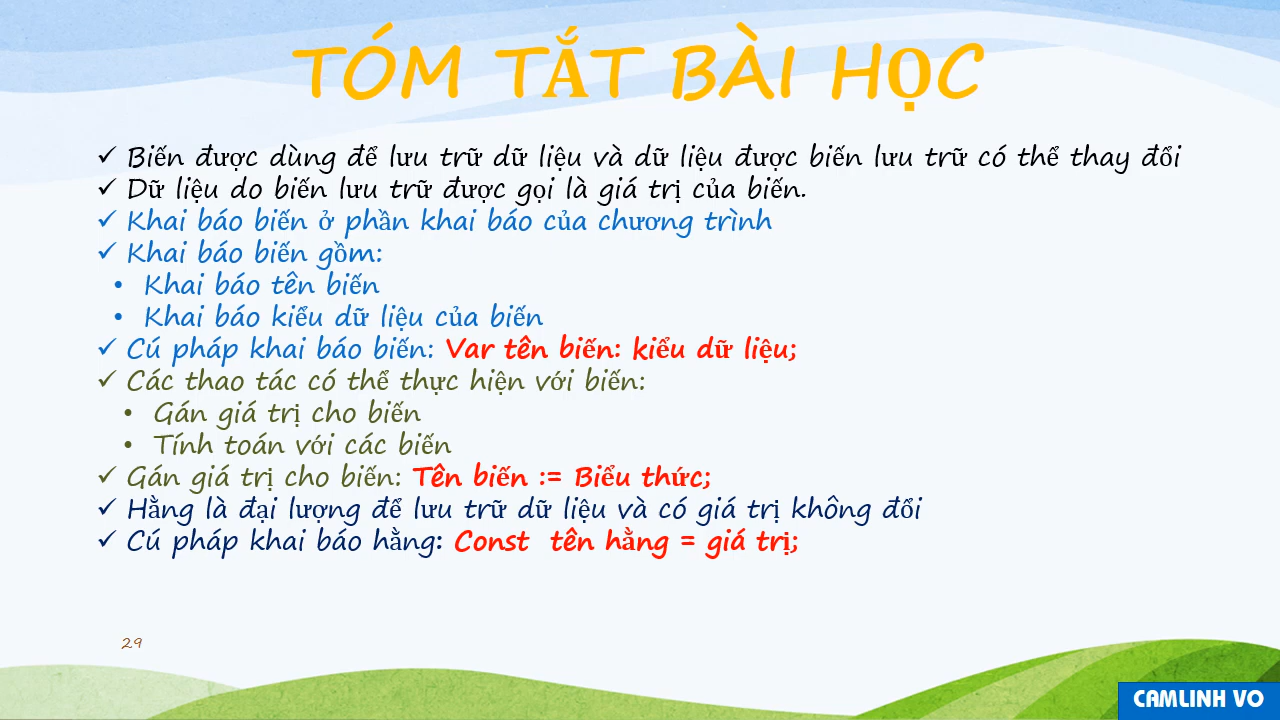 TÓM TẮT BÀI HỌC
✓ Biến được dùng để lưu trữ dữ liệu và dữ liệu được biến lưu trữ có thể thay đổi
✓ Dữ liệu do biến lưu trữ được gọi là giá trị của biến.
✓ Khai báo biến ở phần khai báo của chương trình
✓ Khai báo biến gồm:
• Khai báo tên biến
• Khai báo kiểu dữ liệu của biến
✓ Cú pháp khai báo biến: Var tên biến: kiểu dữ liệu;
✓ Các thao tác có thể thực hiện với biến:
• Gán giá trị cho biến
• Tính toán với các biến
✓ Gán giá trị cho biến: Tên biến := Biểu thức;
✓ Hằng là đại lượng để lưu trữ dữ liệu và có giá trị không đổi
✓ Cú pháp khai báo hằng: Const tên hằng = giá trị;
29
CAMLINH VO